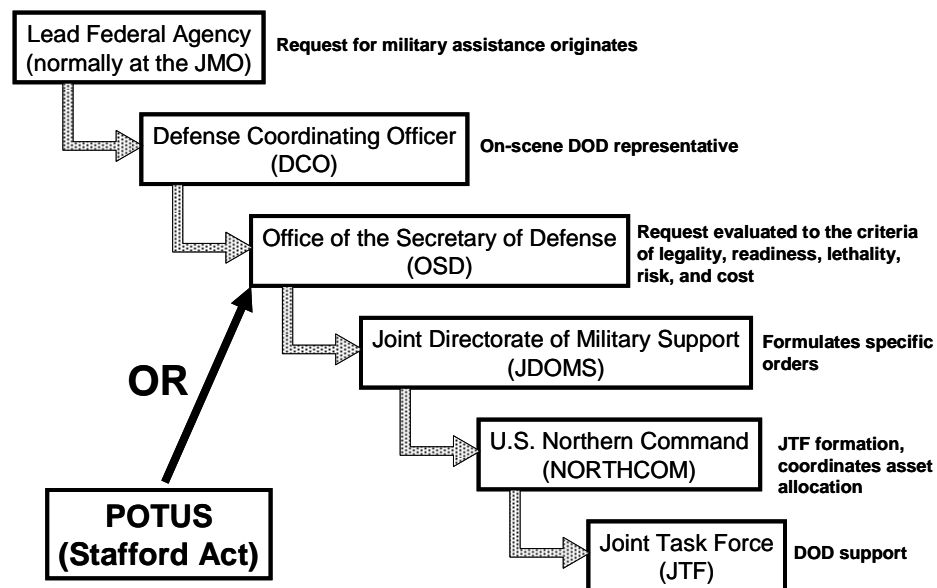 Lead Federal Agency
(normally at the JMO)
Request for military assistance originates
Defense Coordinating Officer
(DCO)
On-scene DOD representative
Office of the Secretary of Defense
(OSD)
Request evaluated to the criteria
of legality, readiness, lethality,
risk, and cost
Joint Directorate of Military Support
(JDOMS)
Formulates specific
orders
OR
U.S. Northern Command
(NORTHCOM)
JTF formation,
coordinates asset
allocation
POTUS
(Stafford Act)
Joint Task Force
(JTF)
DOD support